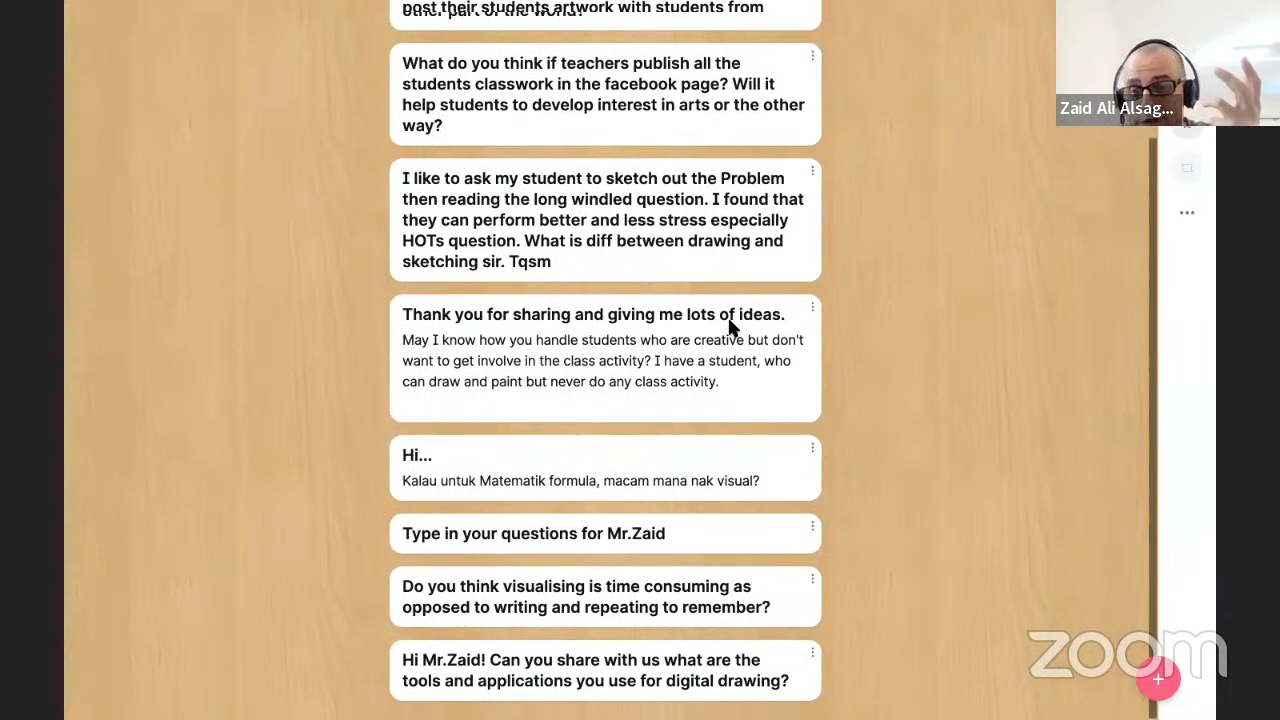 post their students artwork with students from
What do you think if teachers publish all the
students classwork in the facebook page? Will it
help students to develop interest in arts or the other
way?
I like to ask my student to sketch out the Problem
then reading the long windled question. I found that
they can perform better and less stress especially
HOTs question. What is diff between drawing and
sketching sir. Tqsm
Thank you for sharing and giving me lots of ideas.
May I know how you handle students who are creative but don't
want to get involve in the class activity? I have a student, who
can draw and paint but never do any class activity.
Hi...
Kalau untuk Matematik formula, macam mana nak visual?
Type in your questions for Mr.Zaid
Do you think visualising is time consuming as
opposed to writing and repeating to remember?
Hi Mr.Zaid! Can you share with us what are the
tools and applications you use for digital drawing?
Zaid Ali Alsag...
zoom